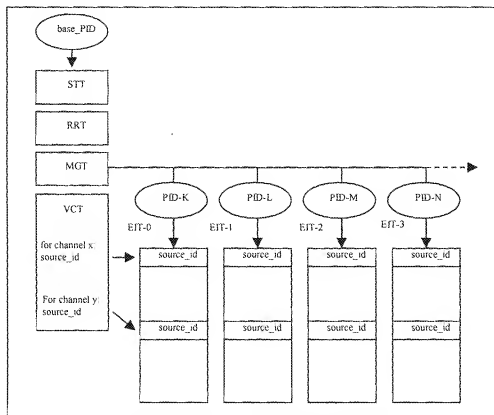 base_PID
STT
RRT
MGT
VCT
PID-K
PID-L
PID-M
PID-N
EIT-0
EIT-1
EIT-2
EIT-3
for channel x:
source_id
source_id
source_id
source_id
source_id
For channel y:
source_id
source_id
source_id
source_id
source_id